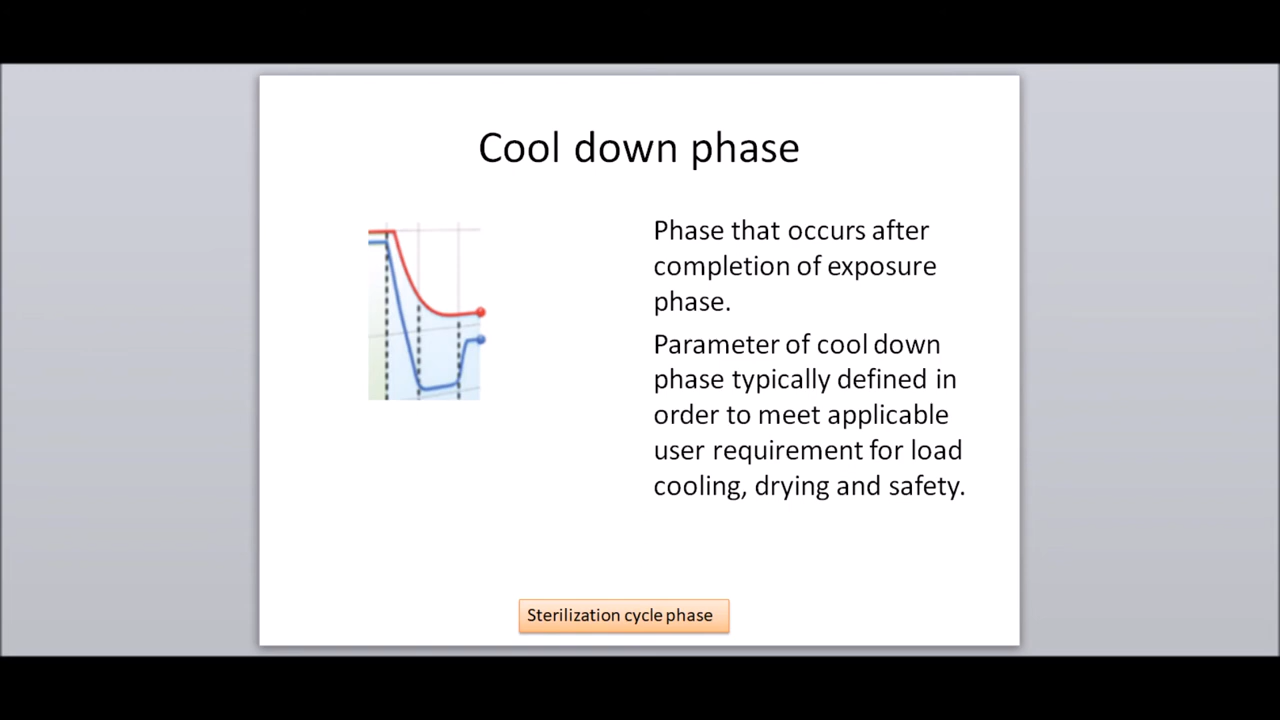 Cool down phase
Phase that occurs after
completion of exposure
phase.
Parameter of cool down
phase typically defined in
order to meet applicable
user requirement for load
cooling, drying and safety.
Sterilization cycle phase